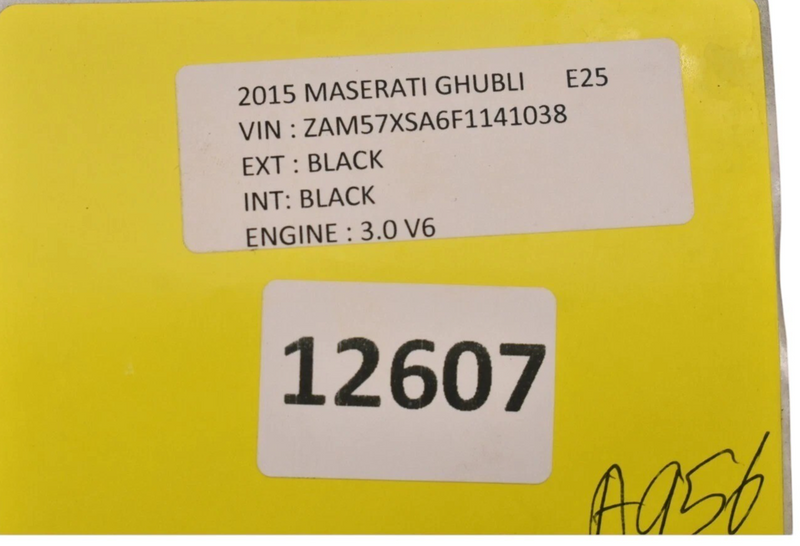 2015 MASERATI GHUBLI E25
VIN : ZAM57XSA6F1141038
EXT : BLACK
INT: BLACK
ENGINE : 3.0 V6
12607
A956